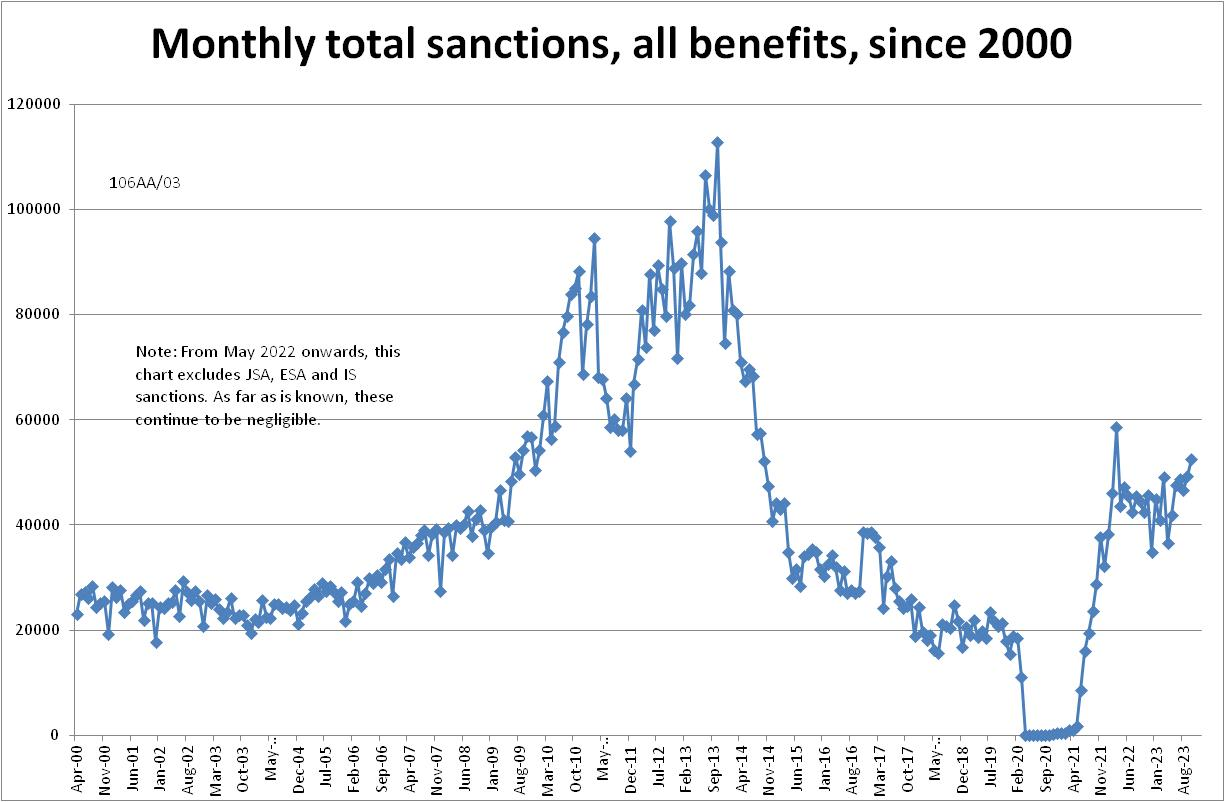 Monthly total sanctions, all benefits, since 2000
120000
106AA/03
100000
80000
Note: From May 2022 onwards, this
chart excludes JSA, ESA and IS
sanctions. As far as is known, these
continue to be negligible.
60000
40000
20000
0
Apr-00
Nov-00
Jun-01
Jan-02
Aug-02
Mar-03
Oct-03
May-..
Dec-04
Jul-05
Feb-06
Sep-06
Apr-07
Nov-07
Jun-08
Jan-09
Aug-09
Mar-10
Oct-10
May-..
Dec-11
Jul-12
Feb-13
Sep-13
Apr-14
Nov-14
Jun-15
Jan-16
Aug-16
Mar-17
Oct-17
May-..
Dec-18
Jul-19
Feb-20
Sep-20
Apr-21
Nov-21
Jun-22
Jan-23
Aug-23